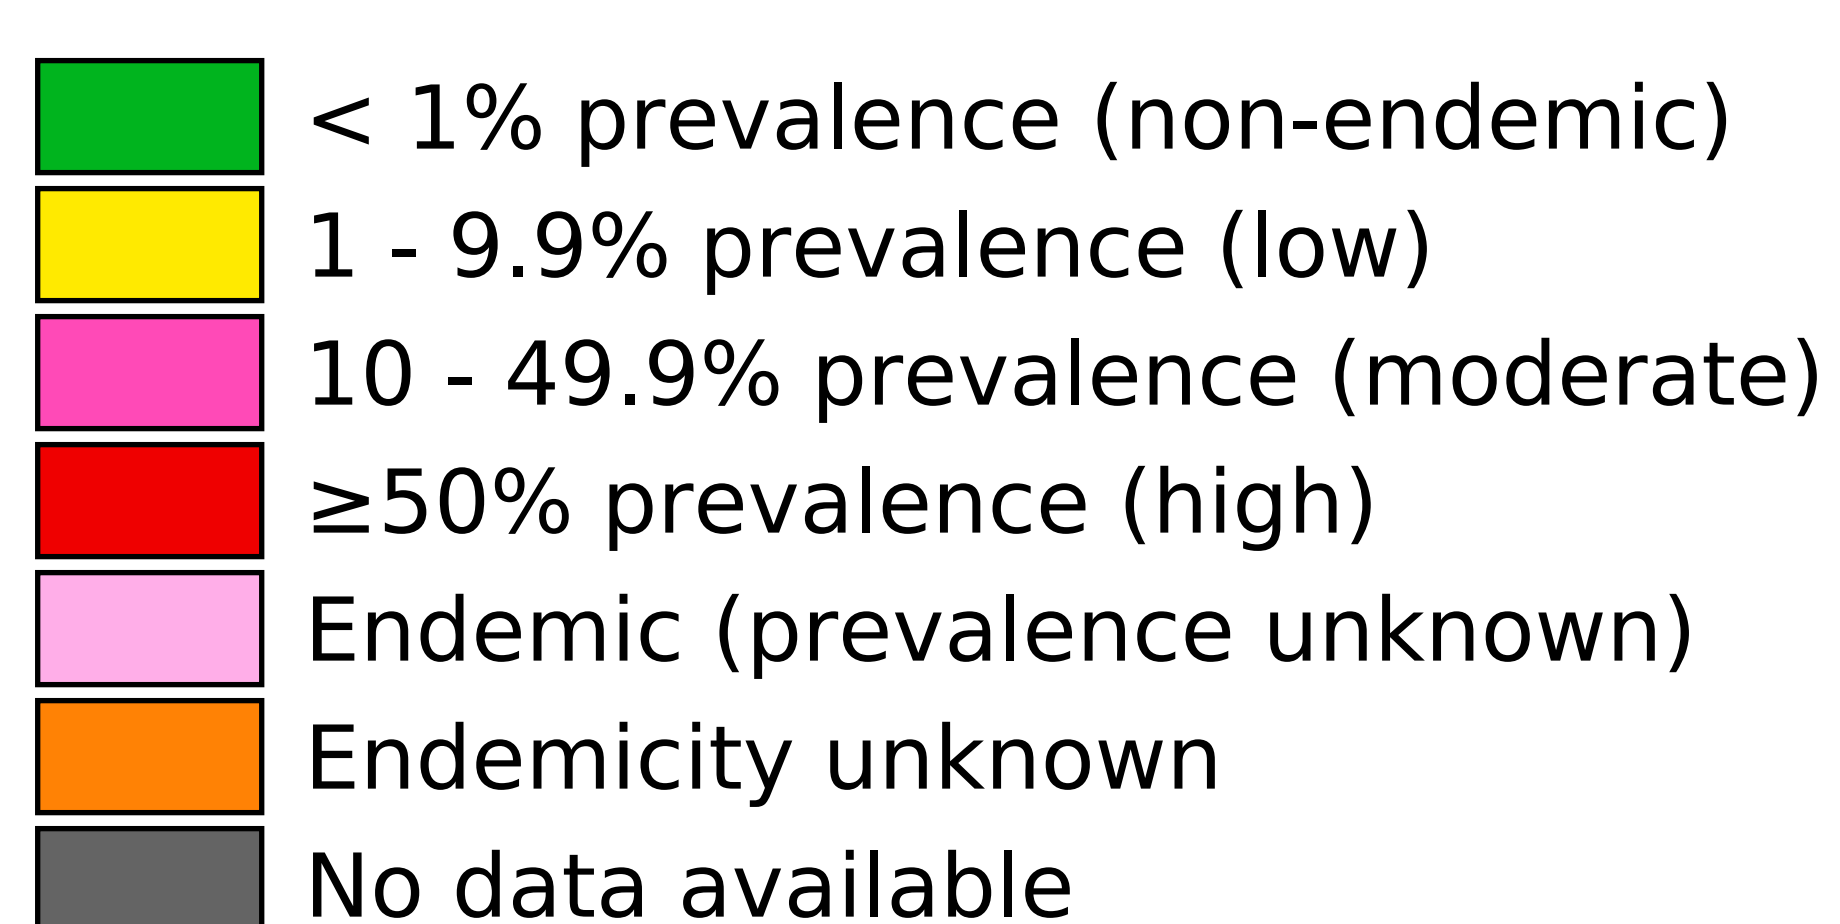 < 1% prevalence (non-endemic)
1 - 9.9% prevalence (low)
10 - 49.9% prevalence (moderate)
≥50% prevalence (high)
Endemic (prevalence unknown)
Endemicity unknown
No data available